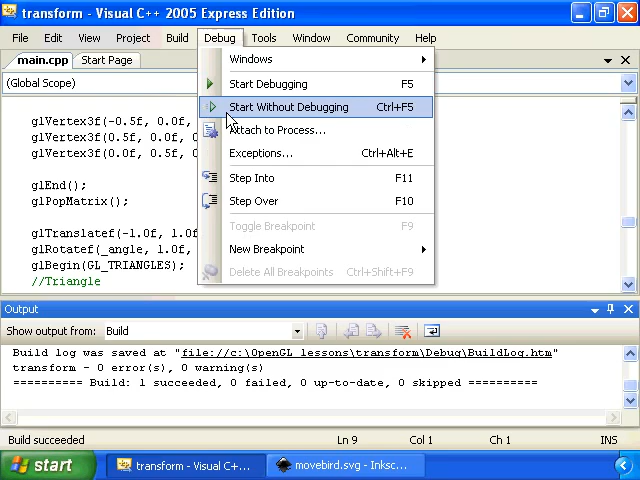 transform - Visual C++ 2005 Express Edition
File Edit View Project Build Debug Tools Window Community Help
main.cpp Start Page
(Global Scope)
Windows
Start Debugging F5
Start Without Debugging Ctrl+F5
Attach to Process...
Exceptions... Ctrl+Alt+E
Step Into F11
Step Over F10
Toggle Breakpoint F9
New Breakpoint
Delete All Breakpoints Ctrl+Shift+F9
glVertex3f(-0.5f, 0.0f
glVertex3f(0.5f, 0.0f,
glVertex3f(0.0f, 0.5f,
glEnd();
glPopMatrix();
glTranslatef(-1.0f, 1.0f
glRotatef(_angle, 1.0f,
glBegin(GL_TRIANGLES);
//Triangle
Output
Show output from: Build
Build log was saved at "file://c:\OpenGL lessons\transform\Debug\BuildLog.htm"
transform - 0 error(s), 0 warning(s)
========== Build: 1 succeeded, 0 failed, 0 up-to-date, 0 skipped ==========
Build succeeded Ln 9 Col 1 Ch 1 INS
start transform - Visual C+... movebird.svg - Inksc...